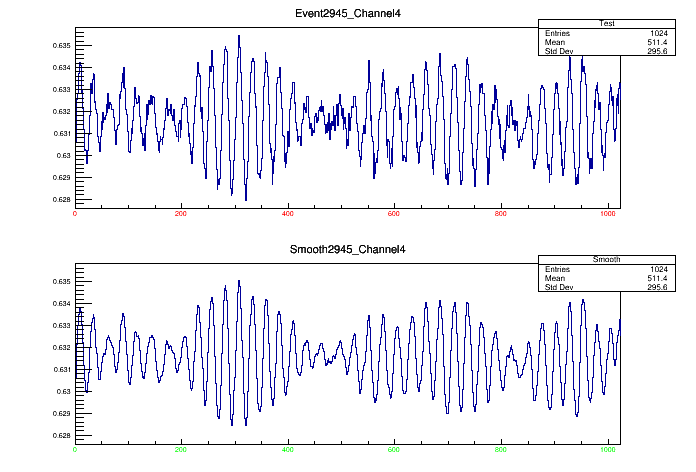 Event2945_Channel4
Test
Entries 1024
Mean 511.4
Std Dev 295.6
0.635
0.634
0.633
0.632
0.631
0.63
0.629
0.628
0 200 400 600 800 1000
Smooth2945_Channel4
Smooth
Entries 1024
Mean 511.4
Std Dev 295.6
0.635
0.634
0.633
0.632
0.631
0.63
0.629
0.628
0 200 400 600 800 1000